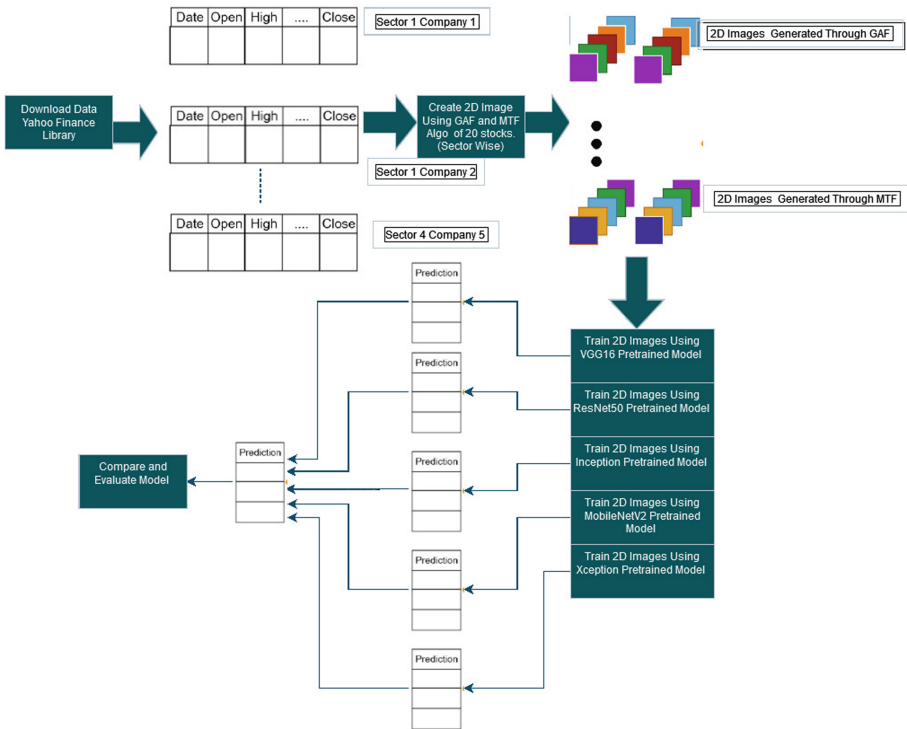 Date Open High .... Close
Sector 1 Company 1
2D Images Generated Through GAF
Download Data
Yahoo Finance
Library
Date Open High .... Close
Create 2D Image
Using GAF and MTF
Algo of 20 stocks.
(Sector Wise)
Sector 1 Company 2
2D Images Generated Through MTF
Date Open High .... Close
Sector 4 Company 5
Prediction
Train 2D Images Using
VGG16 Pretrained Model
Prediction
Train 2D Images Using
ResNet50 Pretrained Model
Prediction
Train 2D Images Using
Inception Pretrained Model
Prediction
Compare and
Evaluate Model
Train 2D Images Using
MobileNetV2 Pretrained
Model
Prediction
Train 2D Images Using
Xception Pretrained Model
Prediction